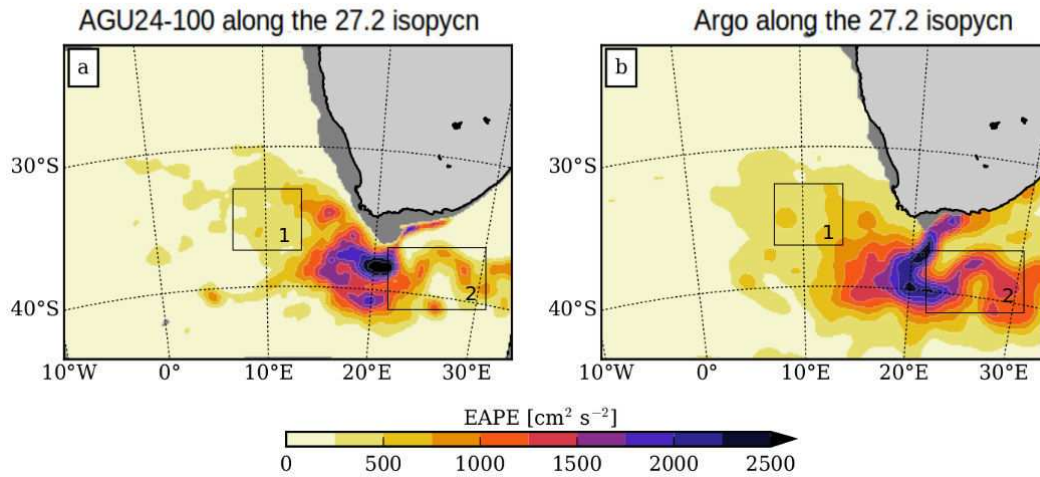 AGU24-100 along the 27.2 isopycn
Argo along the 27.2 isopycn
a
b
1
2
1
2
30°S
40°S
10°W
0°
10°E
20°E
30°E
30°S
40°S
10°W
0°
10°E
20°E
30°E
EAPE [cm² s⁻²]
0
500
1000
1500
2000
2500